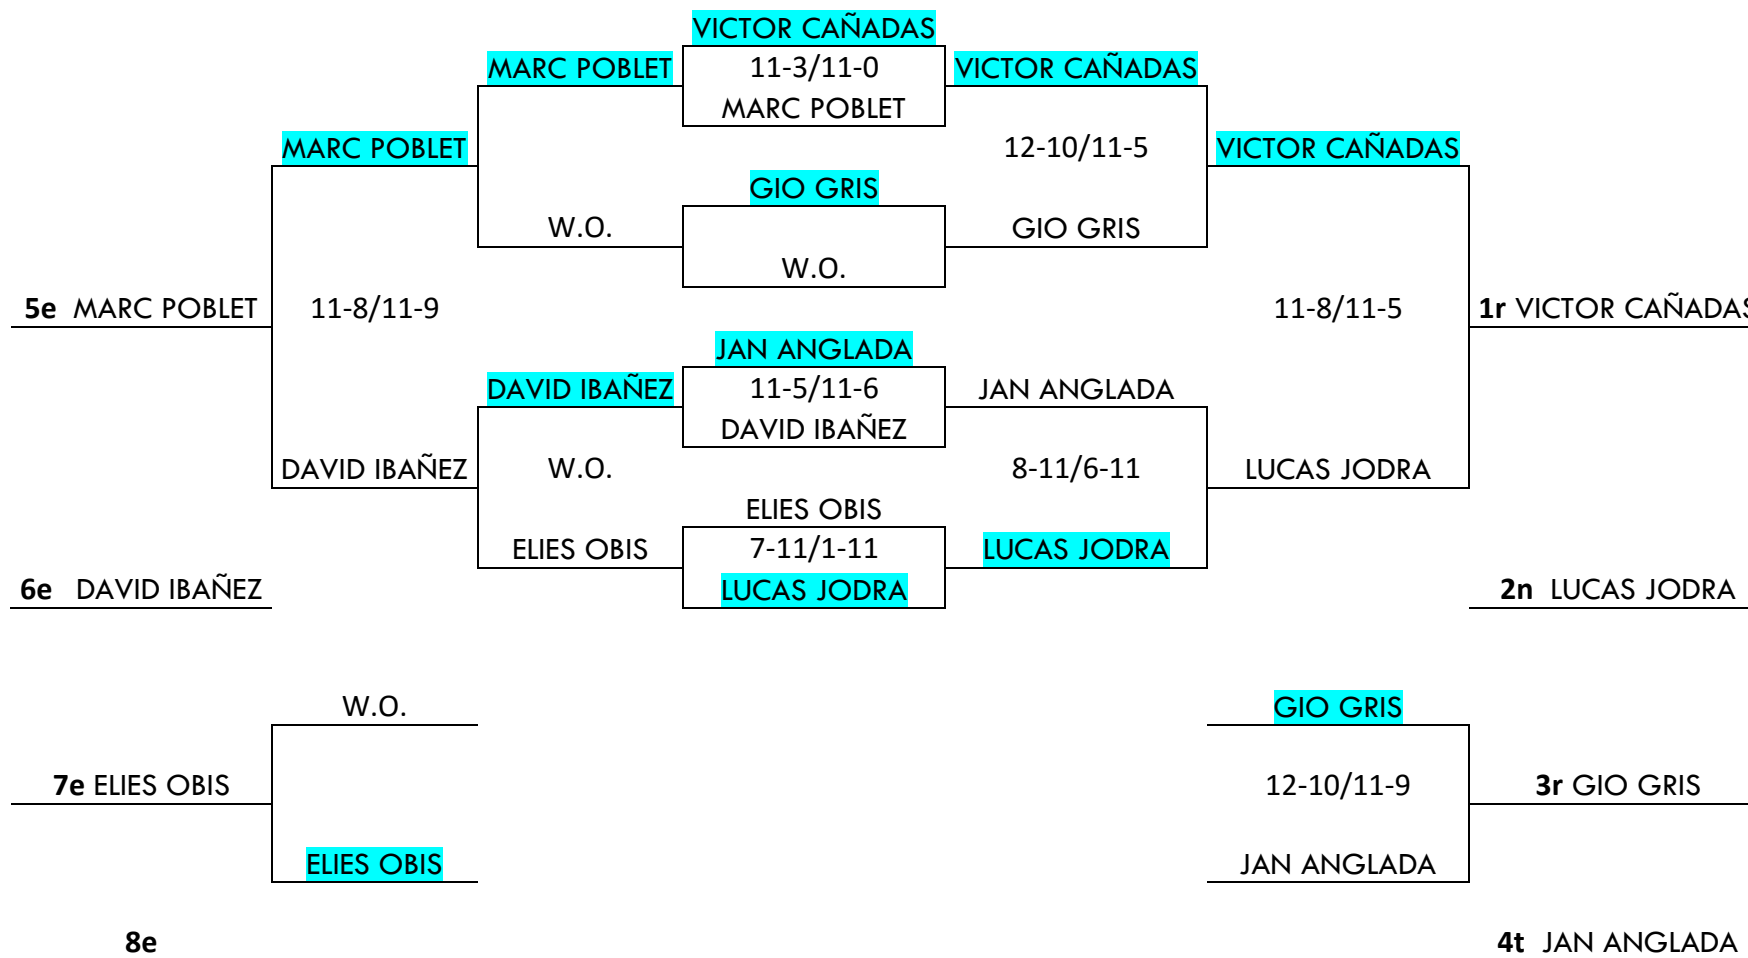 VICTOR CAÑADAS
MARC POBLET 11-3/11-0 VICTOR CAÑADAS
MARC POBLET
MARC POBLET 12-10/11-5 VICTOR CAÑADAS
GIO GRIS
W.O. GIO GRIS
W.O.
5e MARC POBLET 11-8/11-9 11-8/11-5 1r VICTOR CAÑADAS
JAN ANGLADA
DAVID IBAÑEZ 11-5/11-6 JAN ANGLADA
DAVID IBAÑEZ
DAVID IBAÑEZ W.O. 8-11/6-11 LUCAS JODRA
ELIES OBIS
ELIES OBIS 7-11/1-11 LUCAS JODRA
6e DAVID IBAÑEZ LUCAS JODRA 2n LUCAS JODRA
W.O. GIO GRIS
7e ELIES OBIS 12-10/11-9 3r GIO GRIS
ELIES OBIS JAN ANGLADA
8e 4t JAN ANGLADA